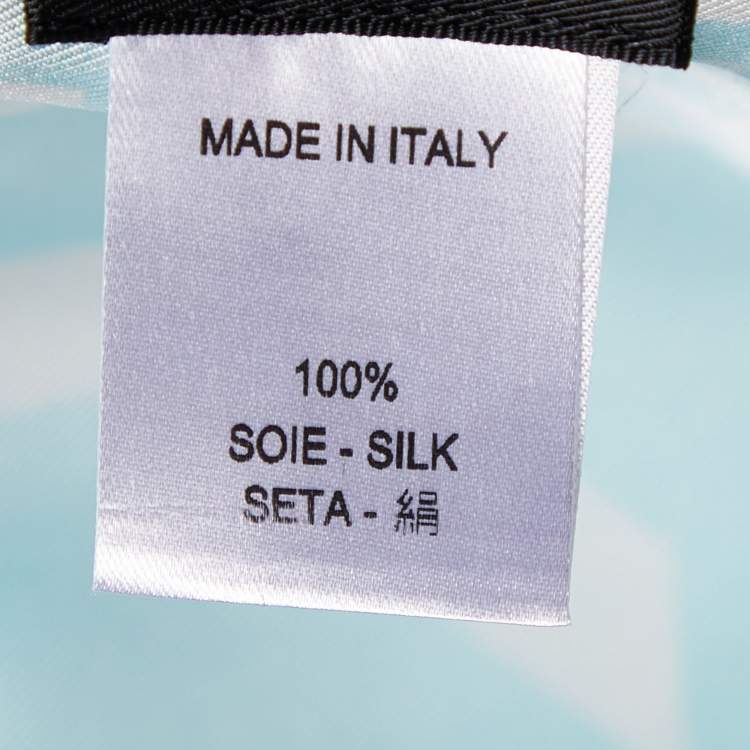 MADE IN ITALY
100%
SOIE - SILK
SETA - 絹